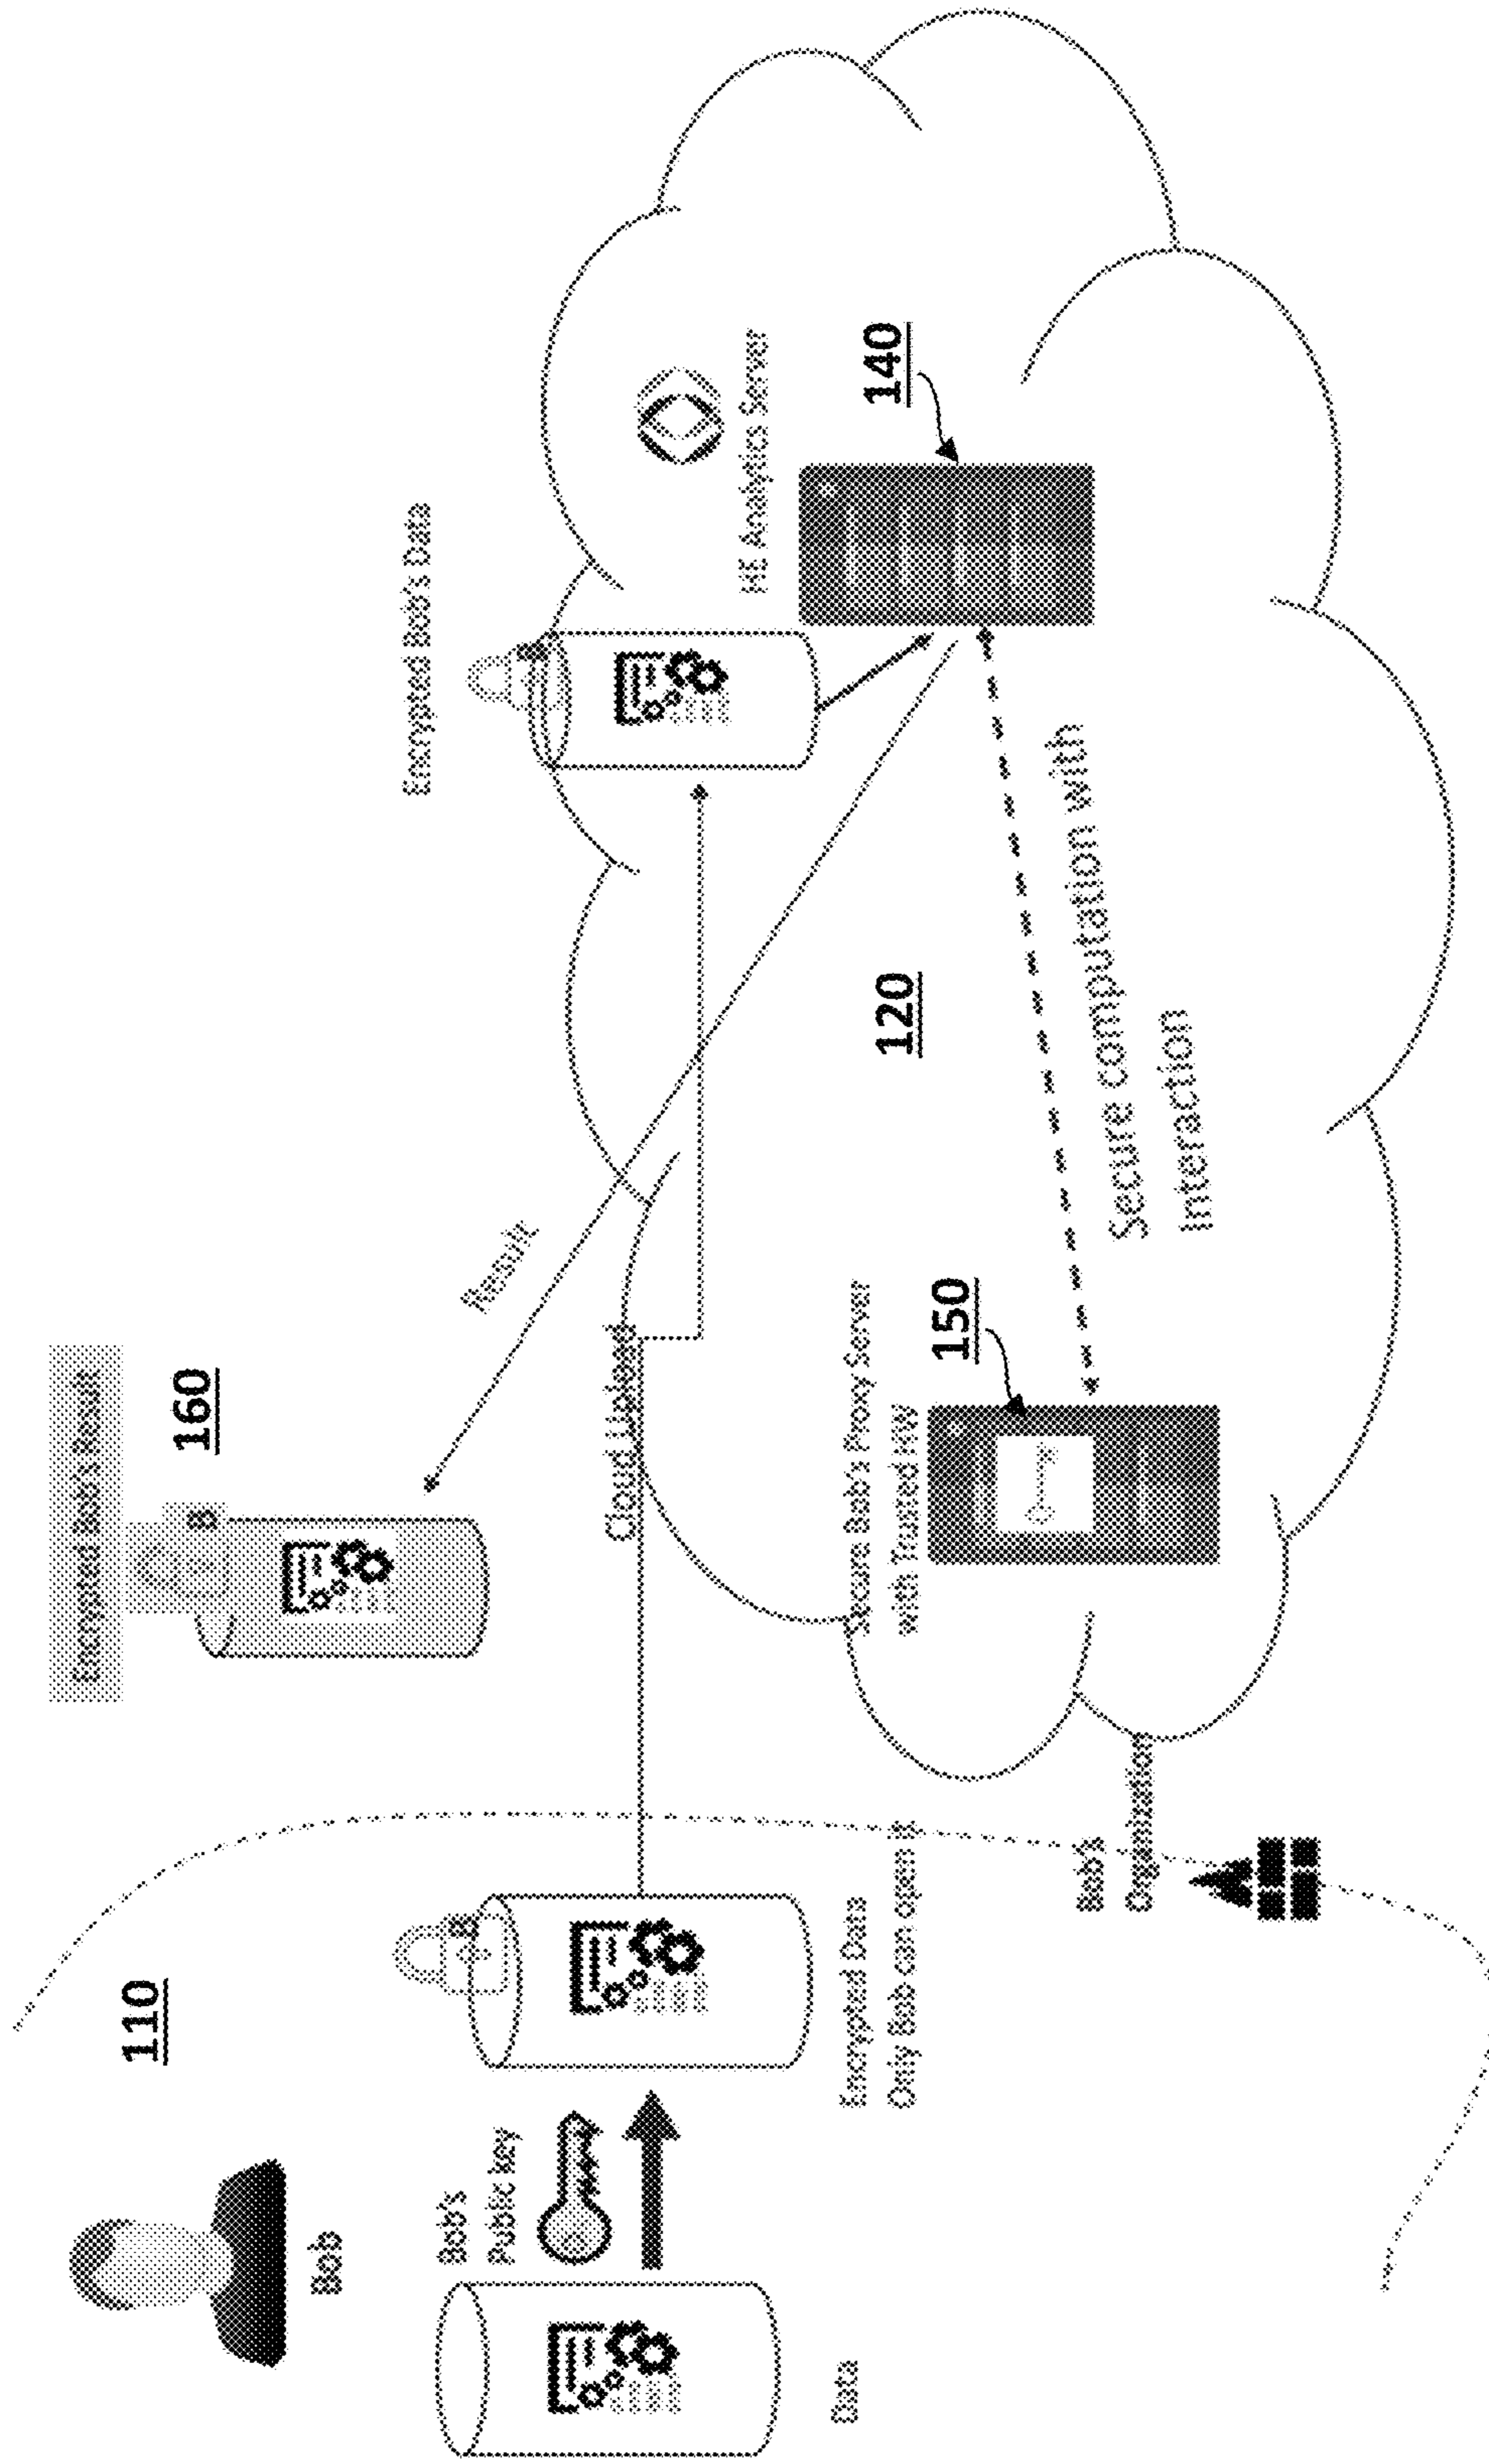 110
Bob
Bob's
Public key
Data
Encrypted Data
Only Bob can open it
Bob's
Organization
Encrypted Bob's Result
160
B
Result
Cloud Upload
B
Encrypted Bob's Data
B
HE Analytics Server
140
120
Secure Bob's Proxy Server
with Trusted HW
150
Secure computation with
Interaction